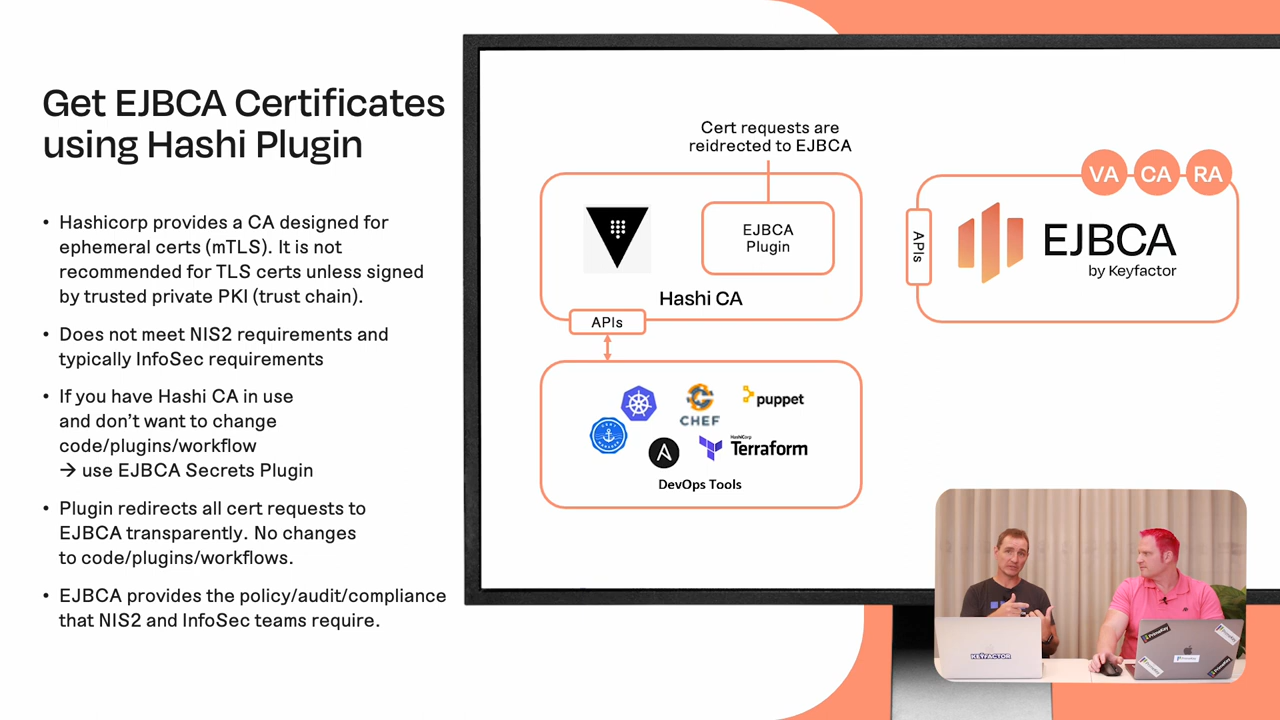 Get EJBCA Certificates
using Hashi Plugin
• Hashicorp provides a CA designed for
ephemeral certs (mTLS). It is not
recommended for TLS certs unless signed
by trusted private PKI (trust chain).
• Does not meet NIS2 requirements and
typically InfoSec requirements
• If you have Hashi CA in use
and don't want to change
code/plugins/workflow
→ use EJBCA Secrets Plugin
• Plugin redirects all cert requests to
EJBCA transparently. No changes
to code/plugins/workflows.
• EJBCA provides the policy/audit/compliance
that NIS2 and InfoSec teams require.
Cert requests are
reidrected to EJBCA
EJBCA
Plugin
Hashi CA
APIs
VA CA RA
APIs
EJBCA
by Keyfactor
CHEF
puppet
HashiCorp
Terraform
DevOps Tools
KEYFACTOR